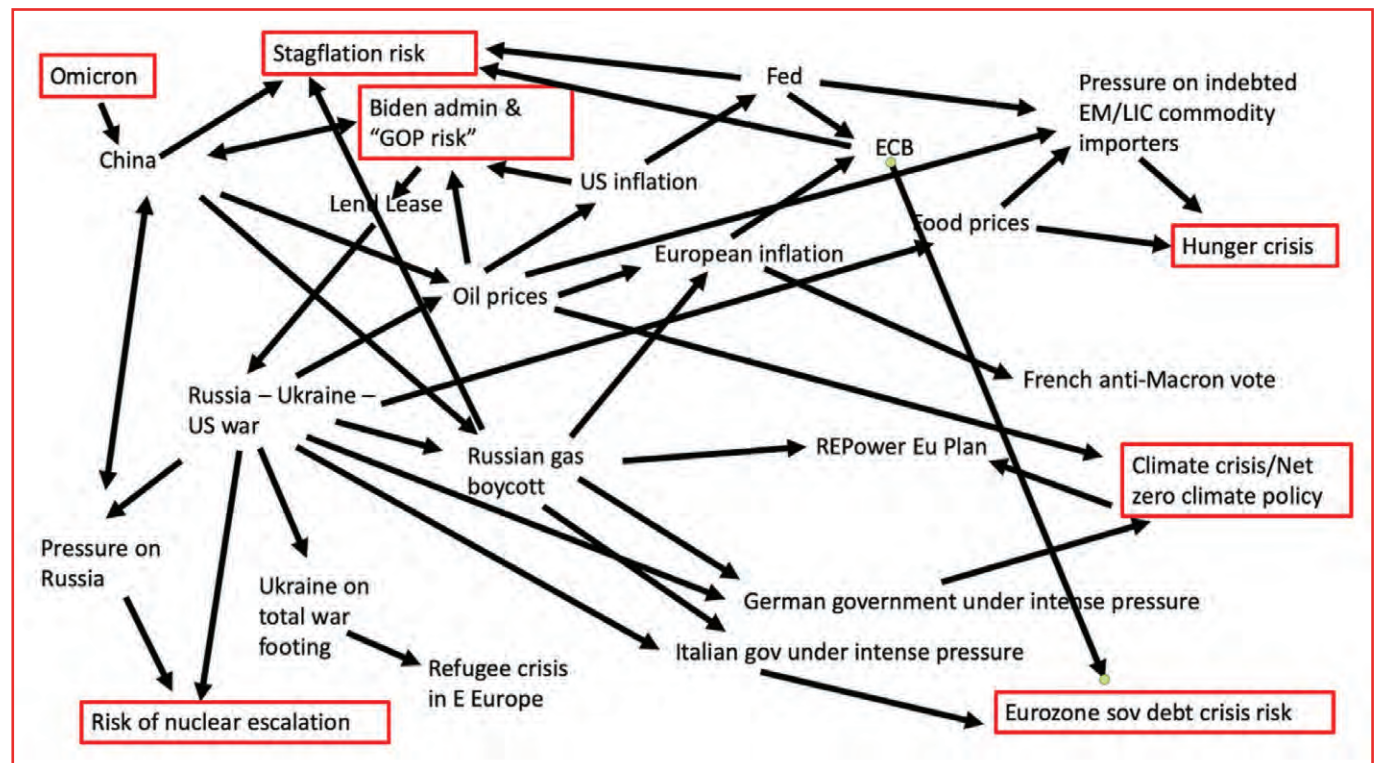 Stagflation risk
Omicron
Fed
Pressure on indebted
EM/LIC commodity
importers
Biden admin &
“GOP risk”
China
ECB
US inflation
Lend Lease
Food prices
Hunger crisis
European inflation
Oil prices
French anti-Macron vote
Russia – Ukraine –
US war
REPower Eu Plan
Russian gas
boycott
Climate crisis/Net
zero climate policy
Pressure on
Russia
Ukraine on
total war
footing
German government under intense pressure
Italian gov under intense pressure
Refugee crisis
in E Europe
Risk of nuclear escalation
Eurozone sov debt crisis risk